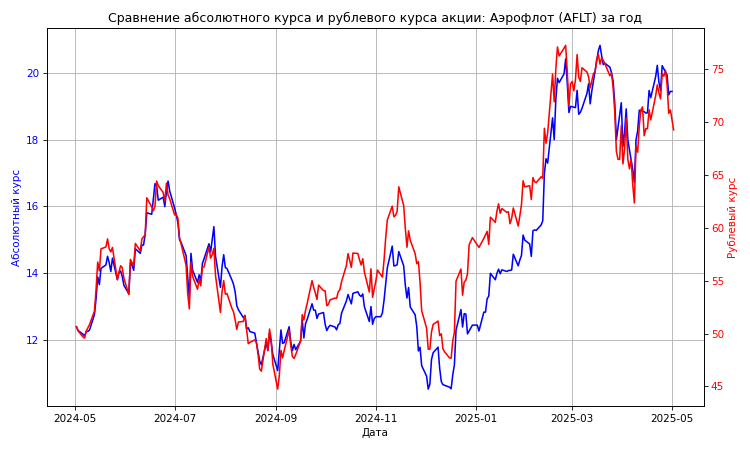 Сравнение абсолютного курса и рублевого курса акции: Аэрофлот (AFLT) за год
Абсолютный курс
20
18
16
14
12
75
70
65
60
55
50
45
Рублевый курс
2024-05 2024-07 2024-09 2024-11 2025-01 2025-03 2025-05
Дата